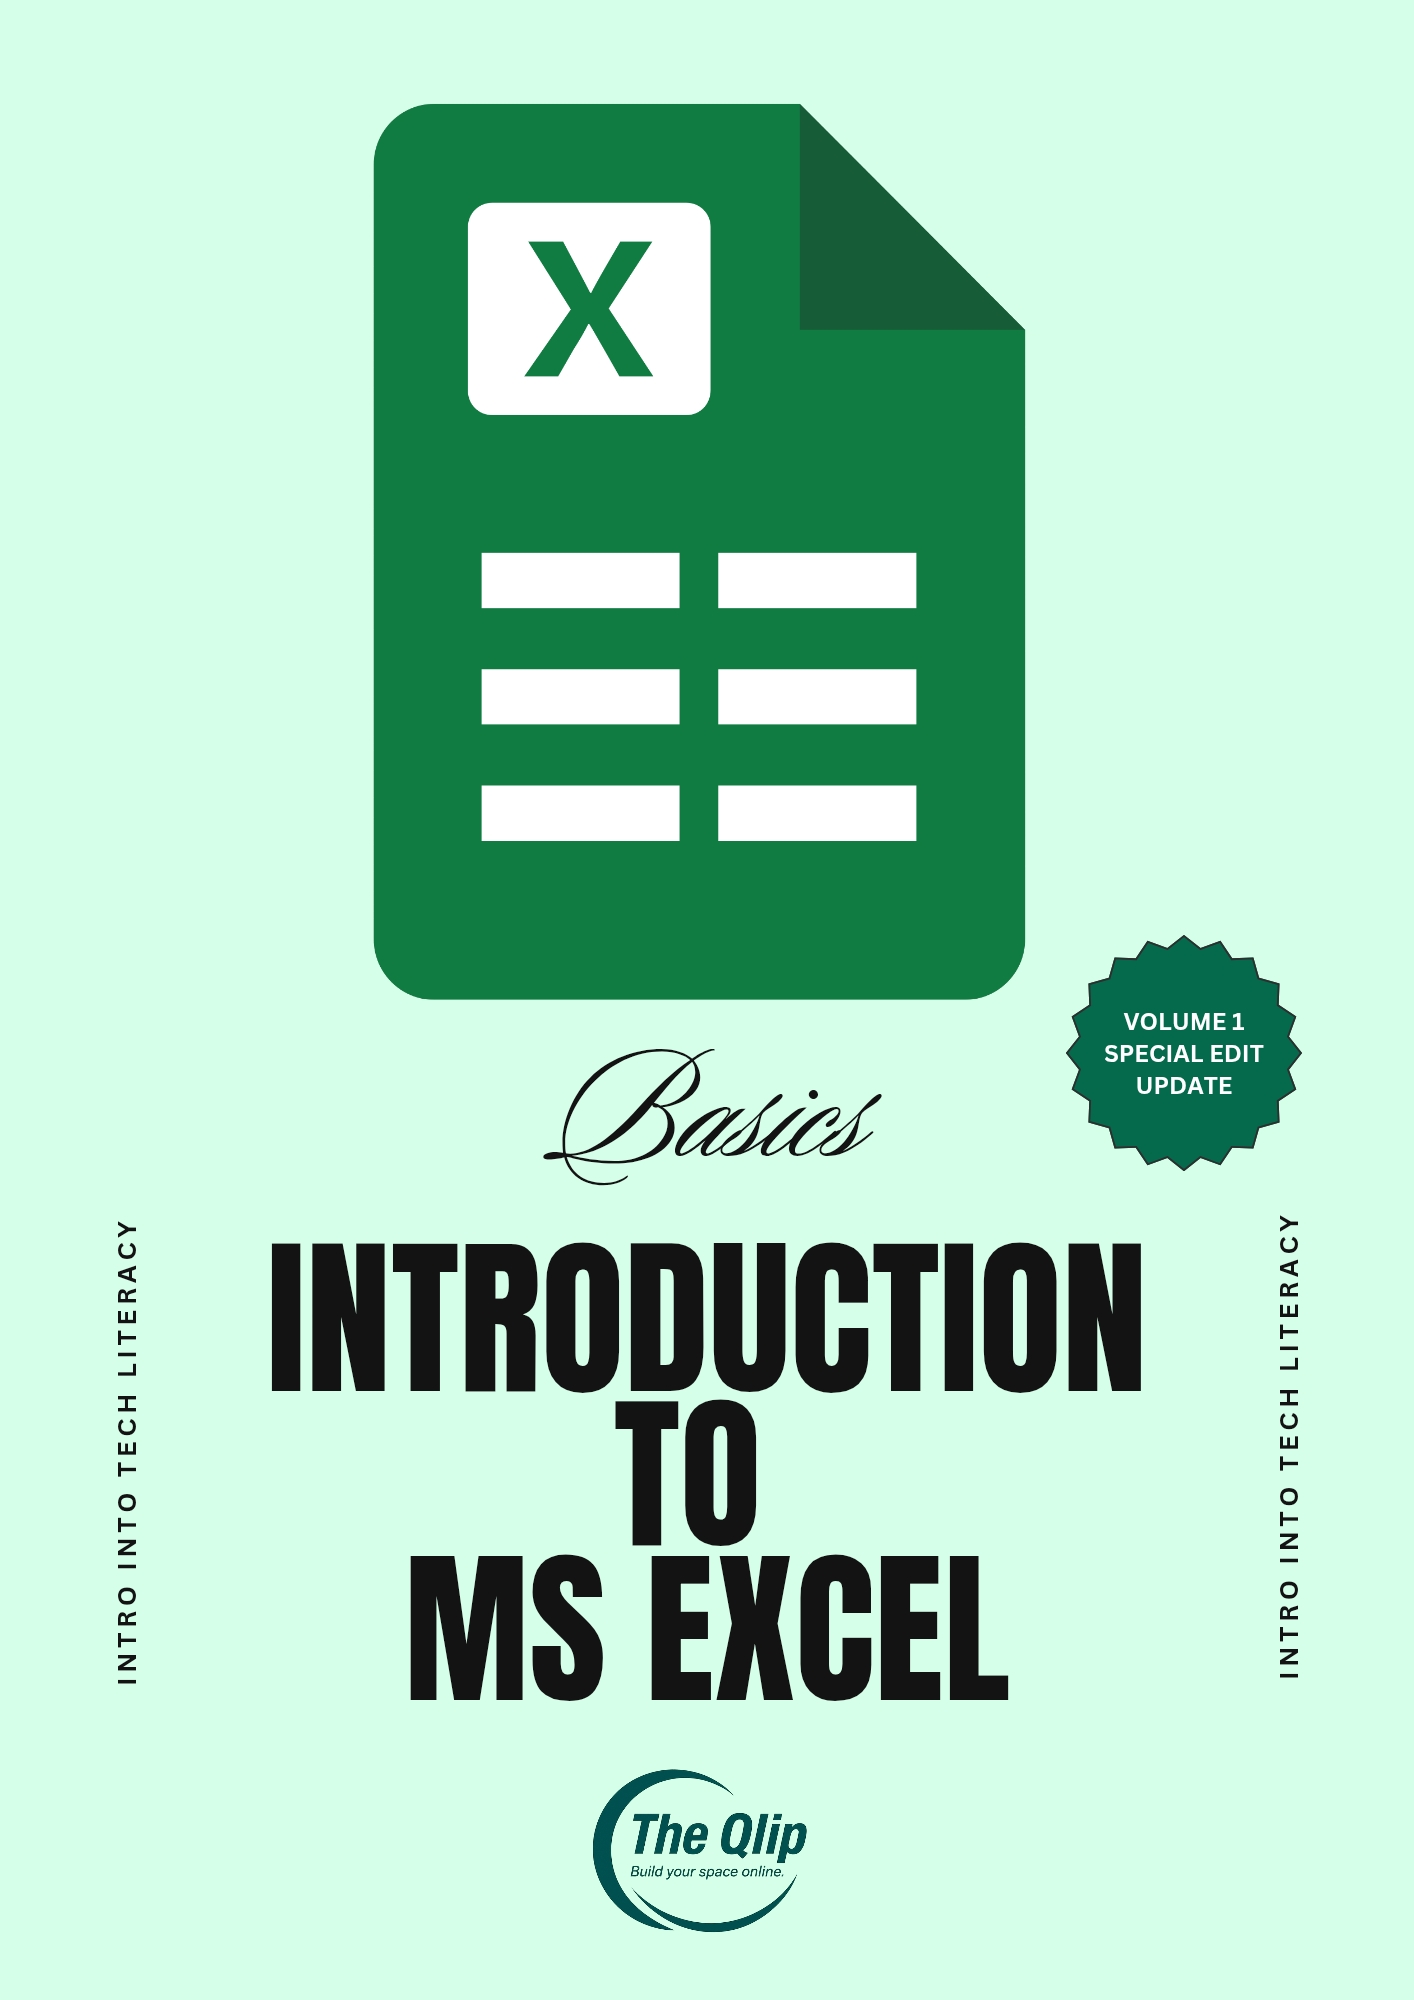 X
VOLUME 1
SPECIAL EDIT
UPDATE
Basics
INTRO INTO TECH LITERACY
INTRODUCTION
TO
MS EXCEL
INTRO INTO TECH LITERACY
The Qlip
Build your space online.